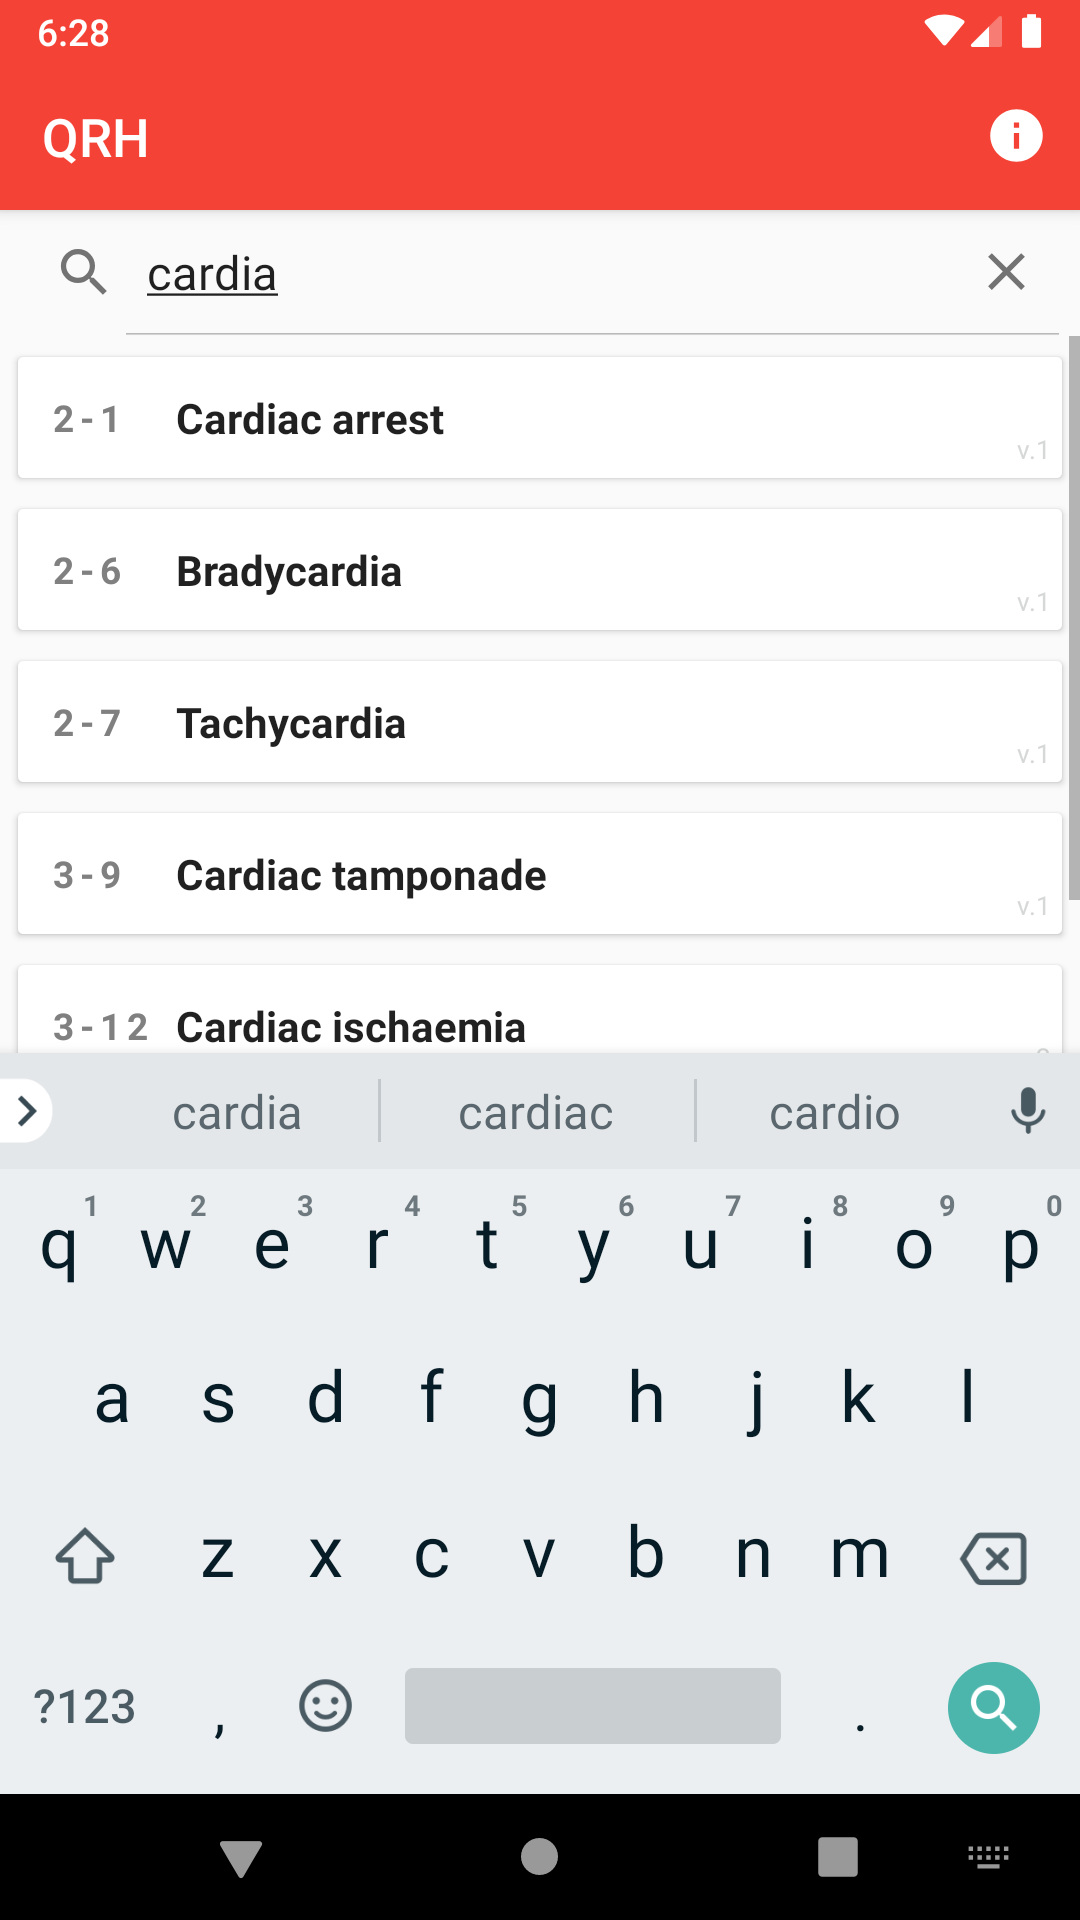 6:28
QRH
cardia
2-1 Cardiac arrest
v.1
2-6 Bradycardia
v.1
2-7 Tachycardia
v.1
3-9 Cardiac tamponade
v.1
3-12 Cardiac ischaemia
cardia cardiac cardio
1 2 3 4 5 6 7 8 9 0
q w e r t y u i o p
a s d f g h j k l
z x c v b n m
?123 , .